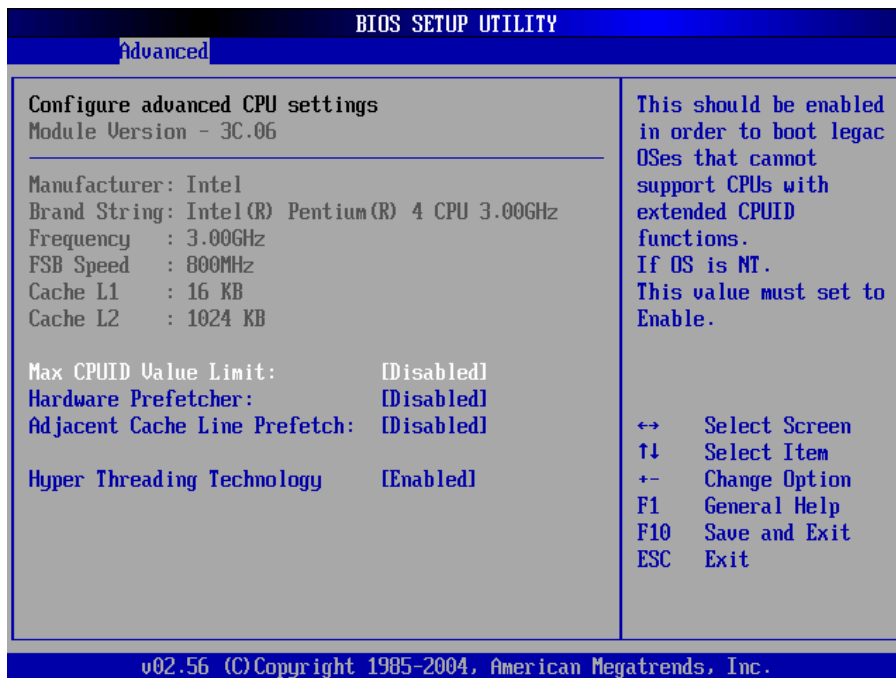 BIOS SETUP UTILITY
Advanced
Configure advanced CPU settings
Module Version - 3C.06
Manufacturer: Intel
Brand String: Intel(R) Pentium(R) 4 CPU 3.00GHz
Frequency : 3.00GHz
FSB Speed : 800MHz
Cache L1 : 16 KB
Cache L2 : 1024 KB
Max CPUID Value Limit: [Disabled]
Hardware Prefetcher: [Disabled]
Adjacent Cache Line Prefetch: [Disabled]
Hyper Threading Technology [Enabled]
This should be enabled
in order to boot legac
OSes that cannot
support CPUs with
extended CPUID
functions.
If OS is NT.
This value must set to
Enable.
↔ Select Screen
↑↓ Select Item
+- Change Option
F1 General Help
F10 Save and Exit
ESC Exit
v02.56 (C)Copyright 1985-2004, American Megatrends, Inc.